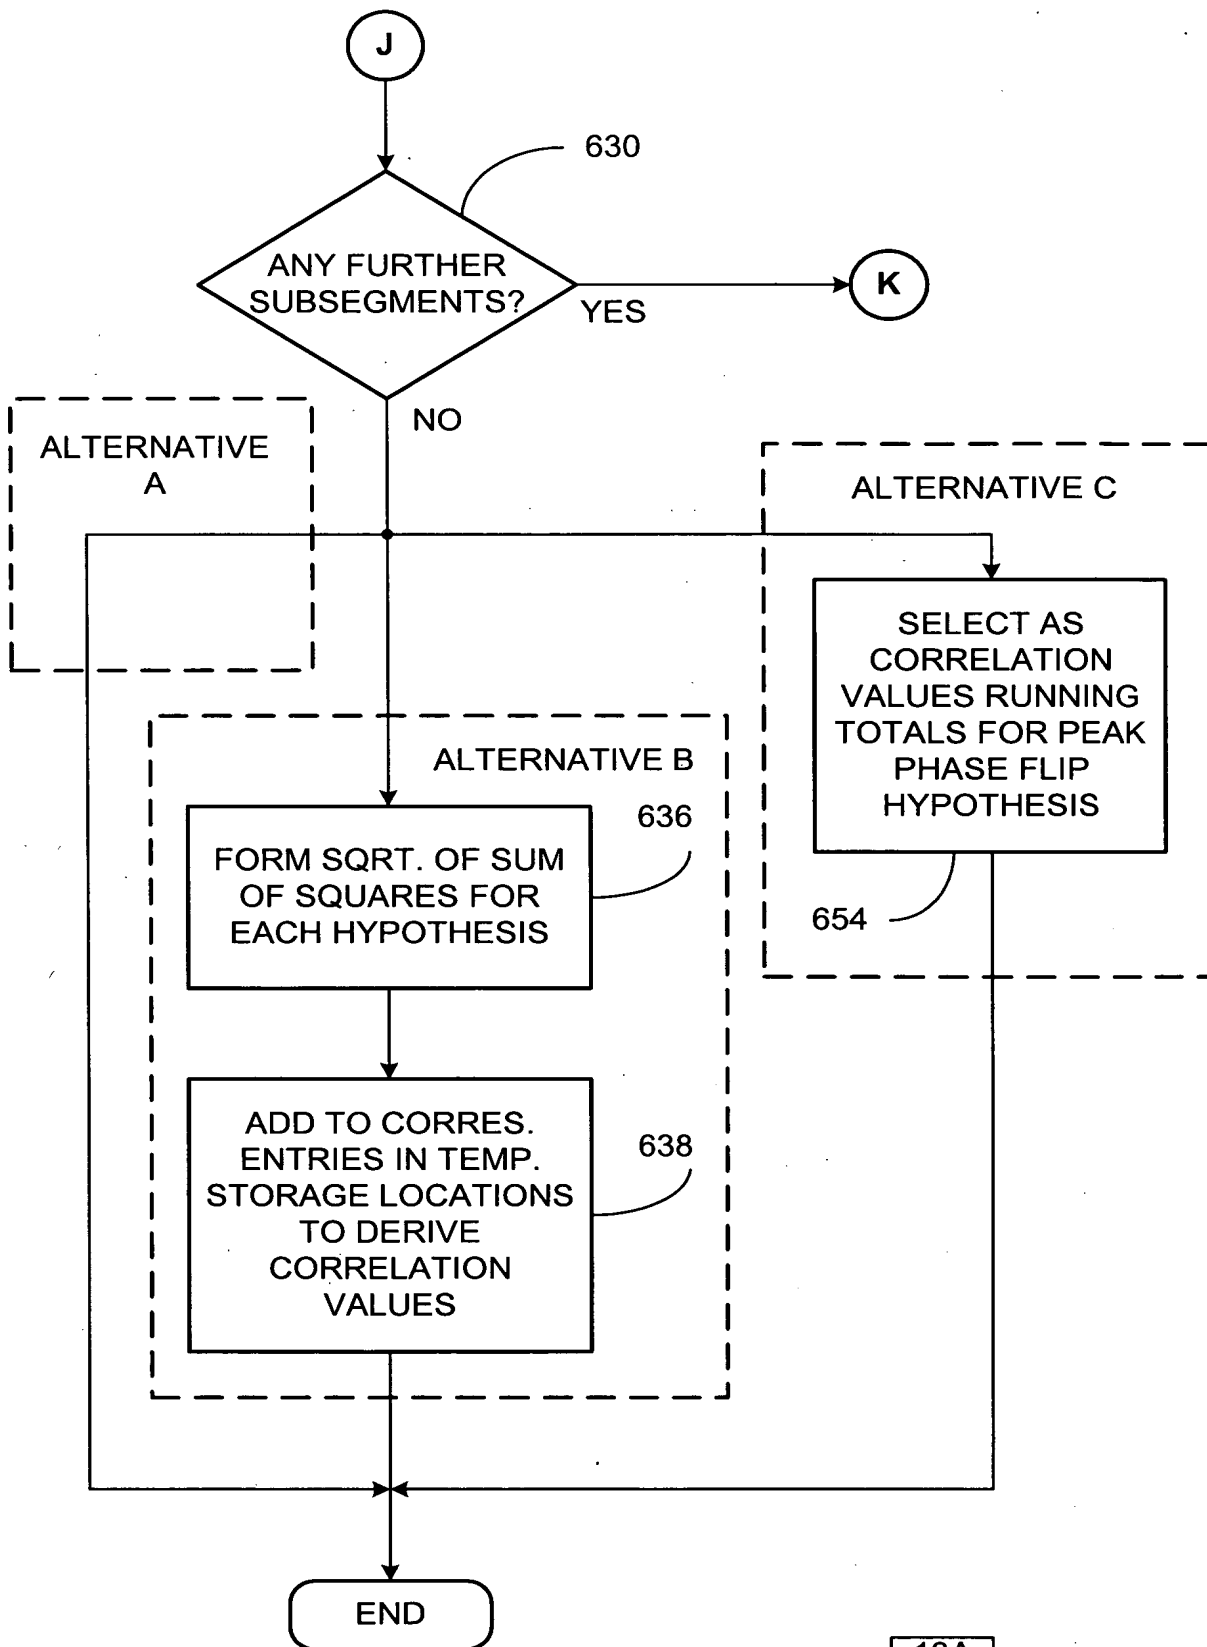 J
630
ANY FURTHER
SUBSEGMENTS?
YES
K
NO
ALTERNATIVE
A
ALTERNATIVE C
SELECT AS
CORRELATION
VALUES RUNNING
TOTALS FOR PEAK
PHASE FLIP
HYPOTHESIS
654
ALTERNATIVE B
636
FORM SQRT. OF SUM
OF SQUARES FOR
EACH HYPOTHESIS
638
ADD TO CORRES.
ENTRIES IN TEMP.
STORAGE LOCATIONS
TO DERIVE
CORRELATION
VALUES
END